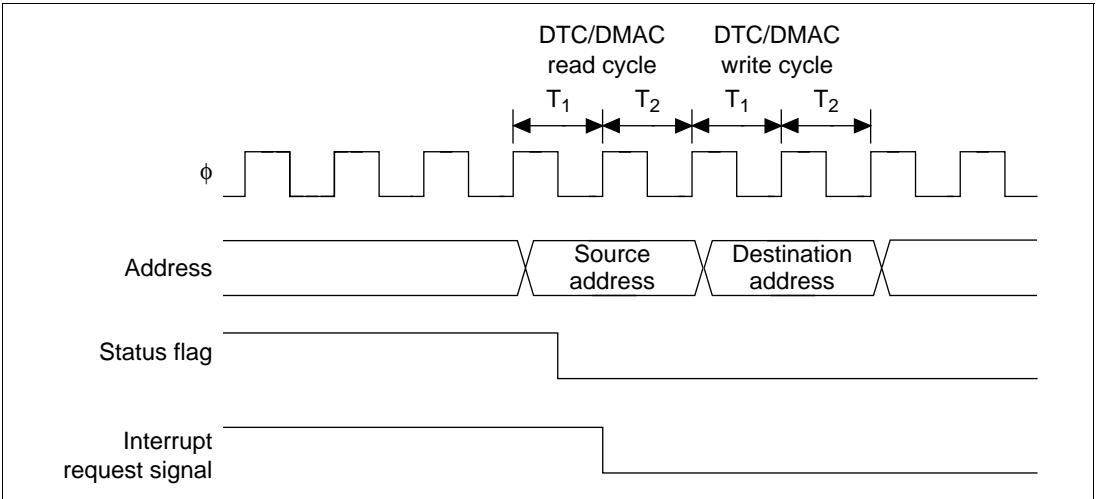 DTC/DMAC DTC/DMAC
read cycle write cycle
T1 T2 T1 T2
ϕ
Address
Source
address
Destination
address
Status flag
Interrupt
request signal